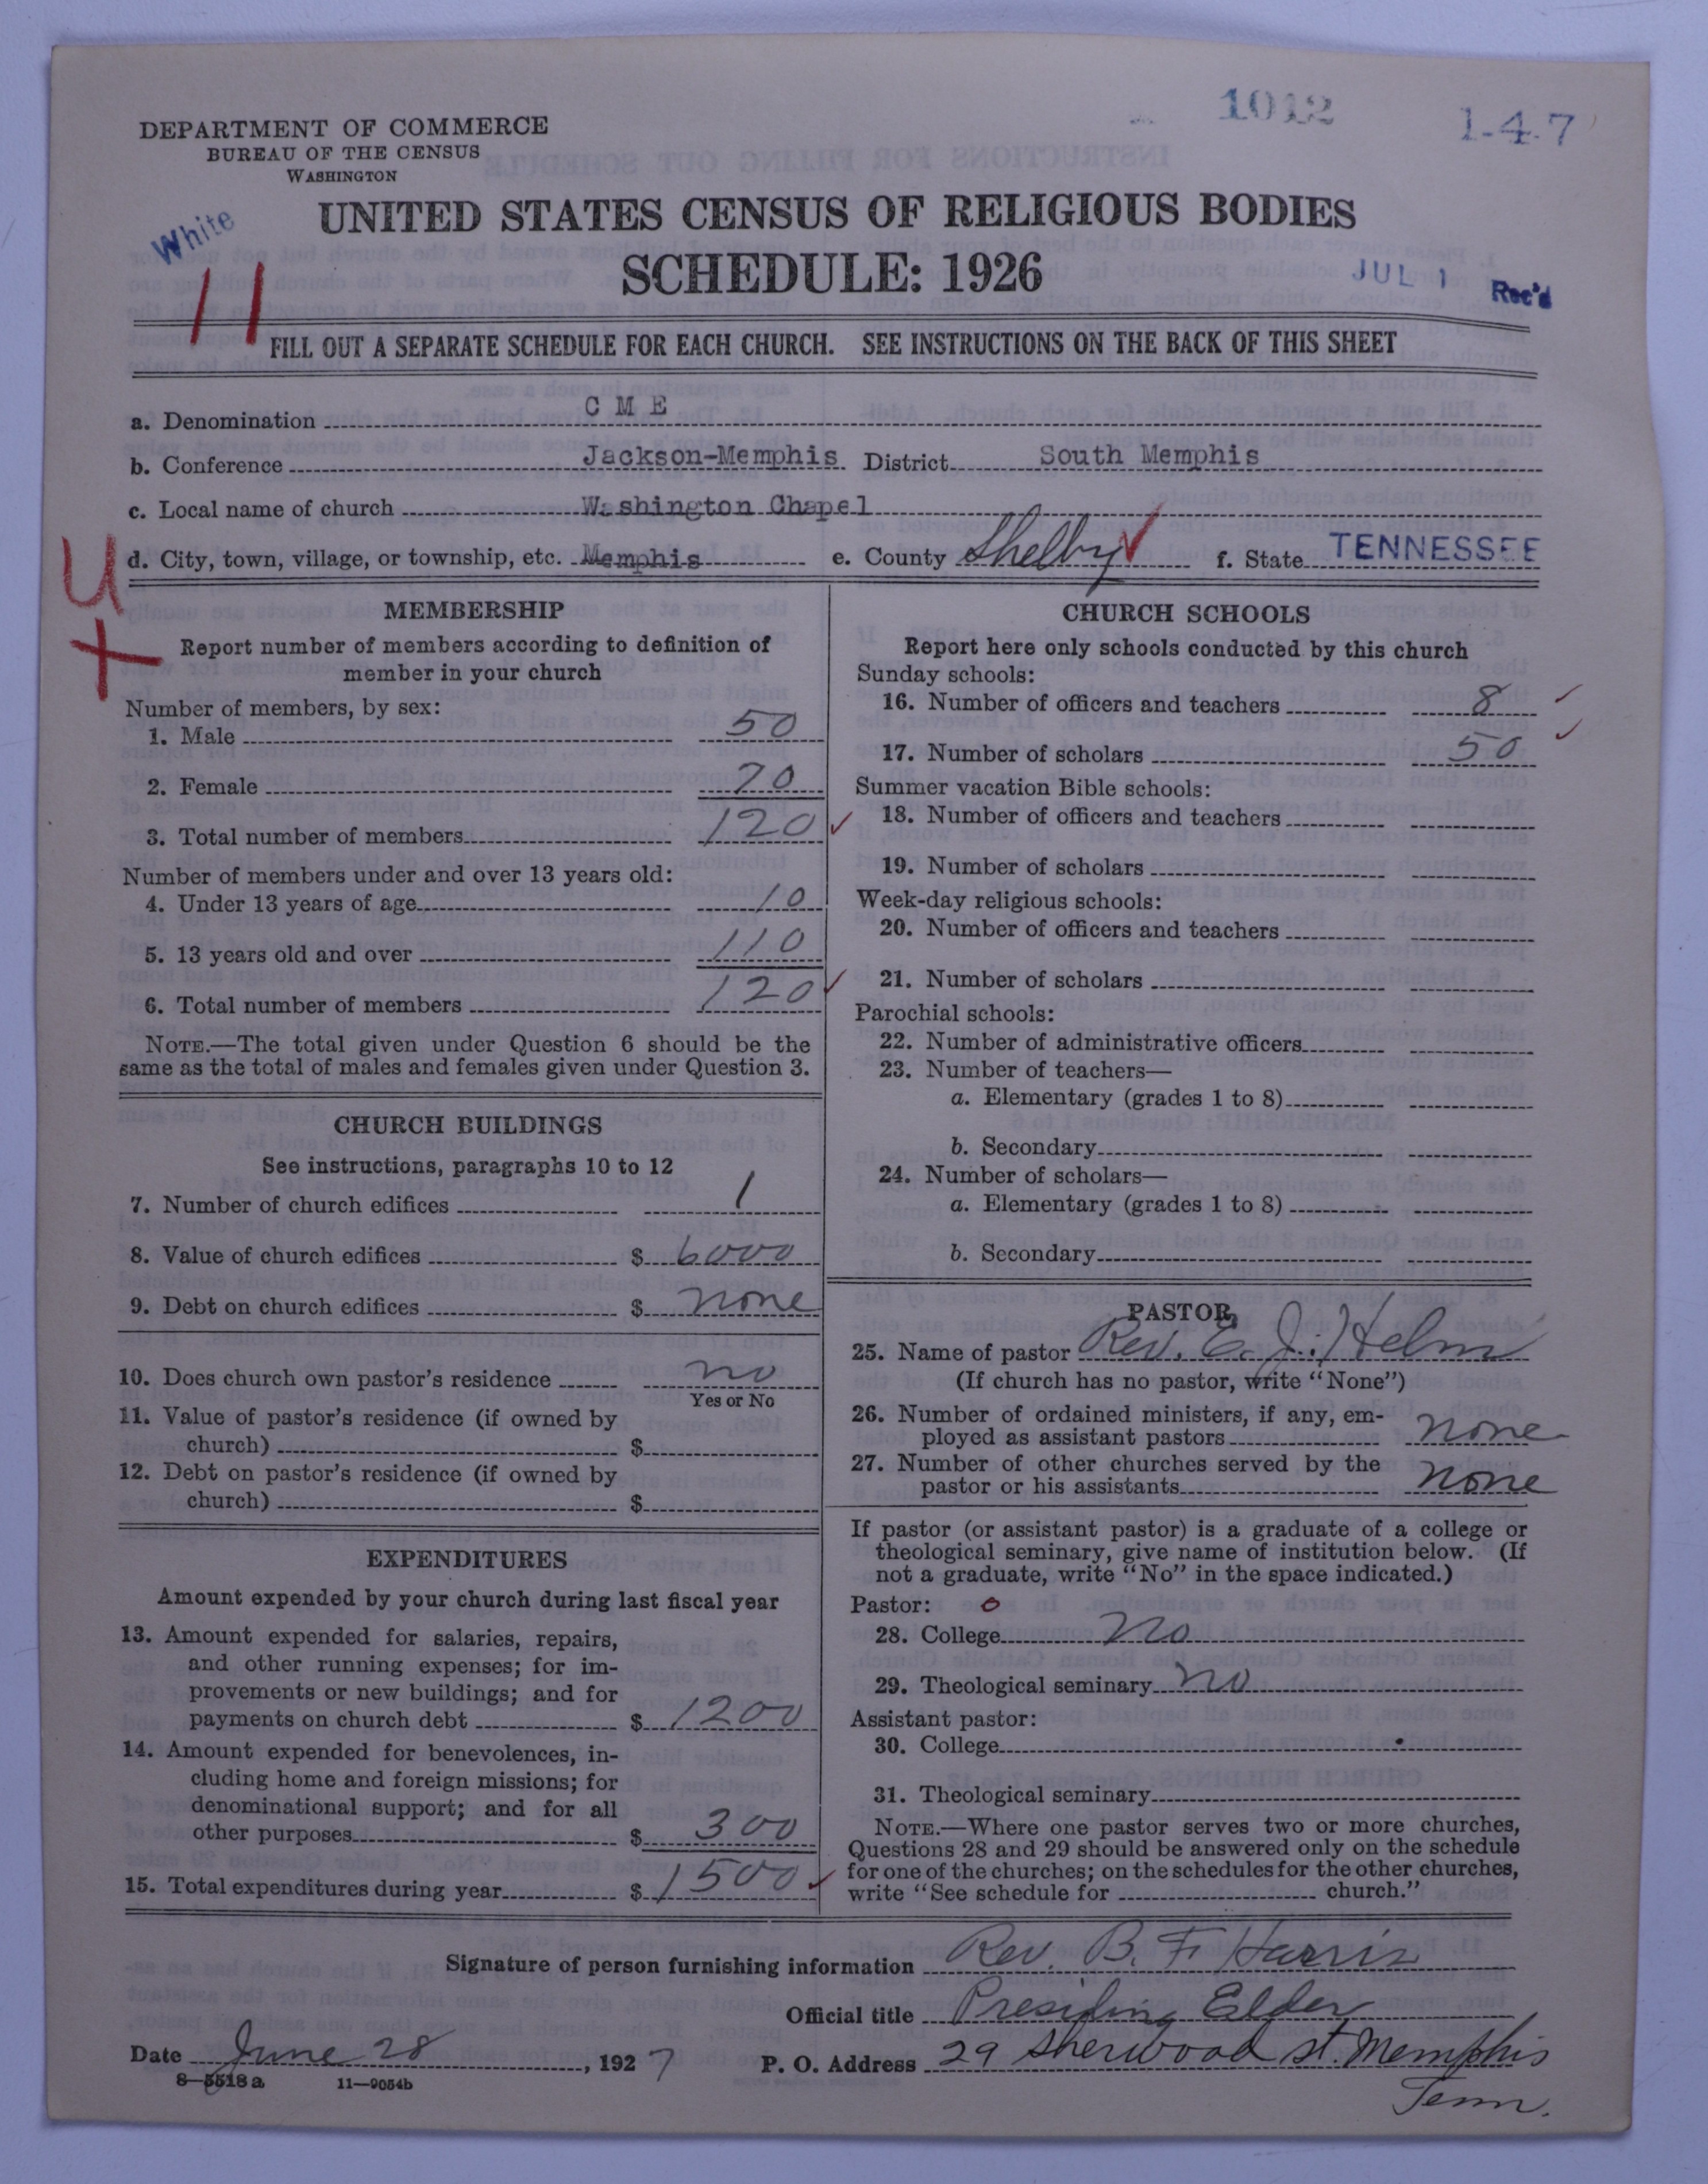 1012
1-4-7
DEPARTMENT OF COMMERCE
BUREAU OF THE CENSUS
WASHINGTON
White
11
UNITED STATES CENSUS OF RELIGIOUS BODIES
SCHEDULE: 1926
JUL 1 Rec'd
FILL OUT A SEPARATE SCHEDULE FOR EACH CHURCH. SEE INSTRUCTIONS ON THE BACK OF THIS SHEET
a. Denomination C M E
b. Conference Jackson-Memphis District South Memphis
c. Local name of church Washington Chapel
d. City, town, village, or township, etc. Memphis e. County Shelby f. State TENNESSEE
U
+
MEMBERSHIP
Report number of members according to definition of
member in your church
Number of members, by sex:
1. Male 50
2. Female 70
3. Total number of members 120
Number of members under and over 13 years old:
4. Under 13 years of age 10
5. 13 years old and over 110
6. Total number of members 120
NOTE.—The total given under Question 6 should be the
same as the total of males and females given under Question 3.
CHURCH BUILDINGS
See instructions, paragraphs 10 to 12
7. Number of church edifices 1
8. Value of church edifices $ 6000
9. Debt on church edifices $ none
10. Does church own pastor's residence no
Yes or No
11. Value of pastor's residence (if owned by
church) $
12. Debt on pastor's residence (if owned by
church) $
EXPENDITURES
Amount expended by your church during last fiscal year
13. Amount expended for salaries, repairs,
and other running expenses; for im-
provements or new buildings; and for
payments on church debt $ 1200
14. Amount expended for benevolences, in-
cluding home and foreign missions; for
denominational support; and for all
other purposes $ 300
15. Total expenditures during year $ 1500
CHURCH SCHOOLS
Report here only schools conducted by this church
Sunday schools:
16. Number of officers and teachers 8
17. Number of scholars 50
Summer vacation Bible schools:
18. Number of officers and teachers
19. Number of scholars
Week-day religious schools:
20. Number of officers and teachers
21. Number of scholars
Parochial schools:
22. Number of administrative officers
23. Number of teachers—
a. Elementary (grades 1 to 8)
b. Secondary
24. Number of scholars—
a. Elementary (grades 1 to 8)
b. Secondary
PASTOR
25. Name of pastor Rev. E. J. Helm
(If church has no pastor, write "None")
26. Number of ordained ministers, if any, em-
ployed as assistant pastors none
27. Number of other churches served by the
pastor or his assistants none
If pastor (or assistant pastor) is a graduate of a college or
theological seminary, give name of institution below. (If
not a graduate, write "No" in the space indicated.)
Pastor: 0
28. College no
29. Theological seminary no
Assistant pastor:
30. College
31. Theological seminary
NOTE.—Where one pastor serves two or more churches,
Questions 28 and 29 should be answered only on the schedule
for one of the churches; on the schedules for the other churches,
write "See schedule for church."
Signature of person furnishing information Rev. B. F. Harris
Official title Presiding Elder
Date June 28, 1927 P. O. Address 29 Sherwood st. Memphis
Tenn.
8-5518a 11-9054b